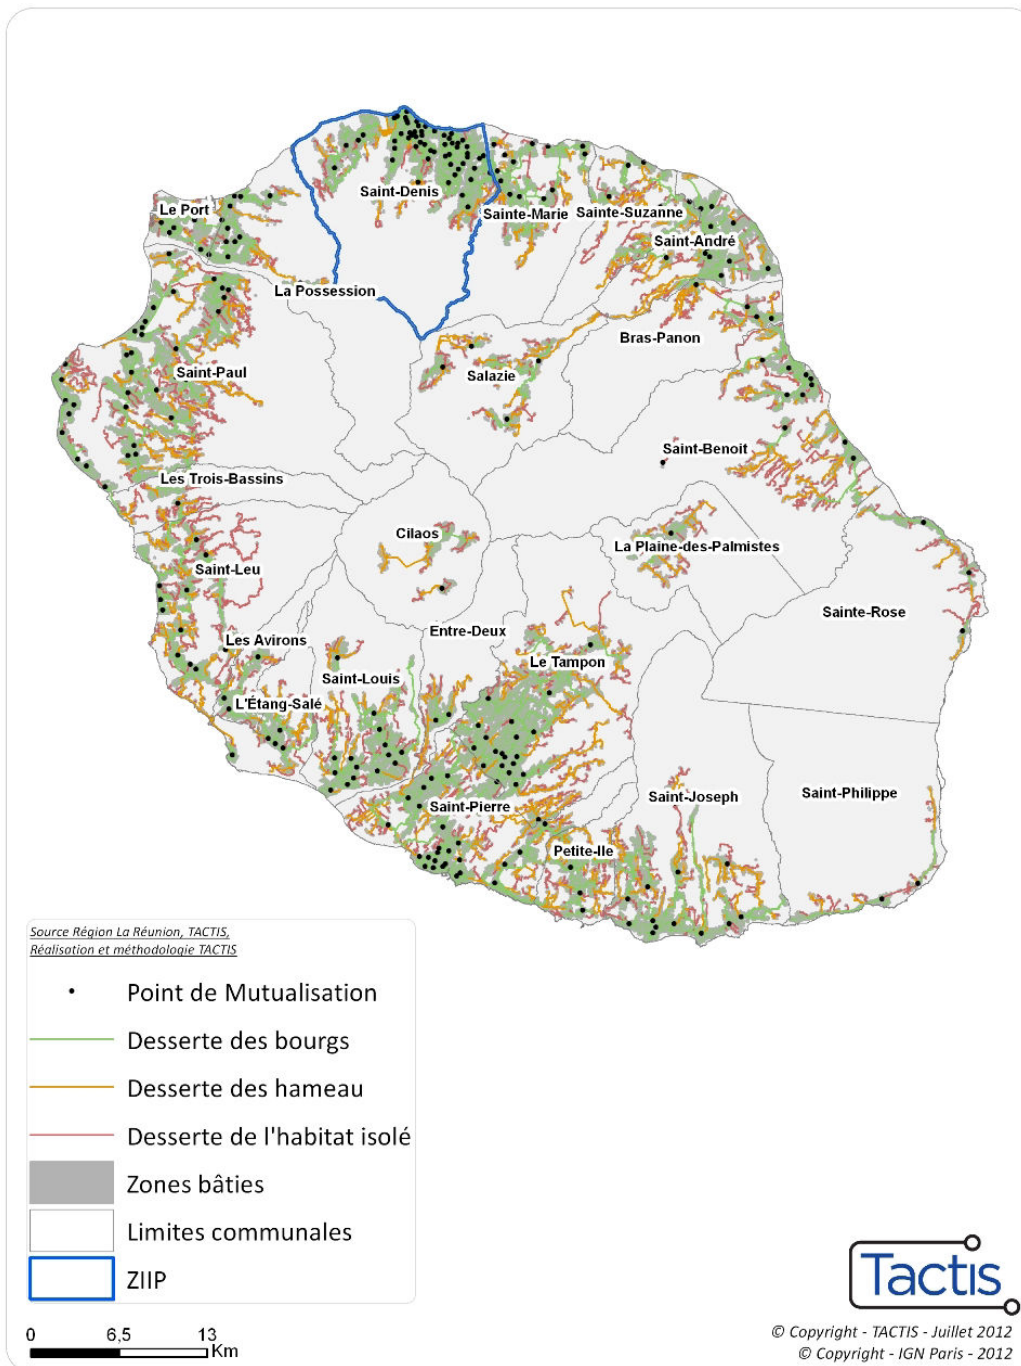 Saint-Denis
Le Port
Sainte-Marie
Sainte-Suzanne
Saint-André
La Possession
Bras-Panon
Saint-Paul
Salazie
Saint-Benoit
Les Trois-Bassins
Cilaos
La Plaine-des-Palmistes
Saint-Leu
Sainte-Rose
Les Avirons
Entre-Deux
Le Tampon
Saint-Louis
L'Étang-Salé
Saint-Pierre
Saint-Joseph
Saint-Philippe
Petite-Ile
Source Région La Réunion, TACTIS,
Réalisation et méthodologie TACTIS
Point de Mutualisation
Desserte des bourgs
Desserte des hameau
Desserte de l'habitat isolé
Zones bâties
Limites communales
ZIIP
0 6,5 13
Km
Tactis
© Copyright - TACTIS - Juillet 2012
© Copyright - IGN Paris - 2012